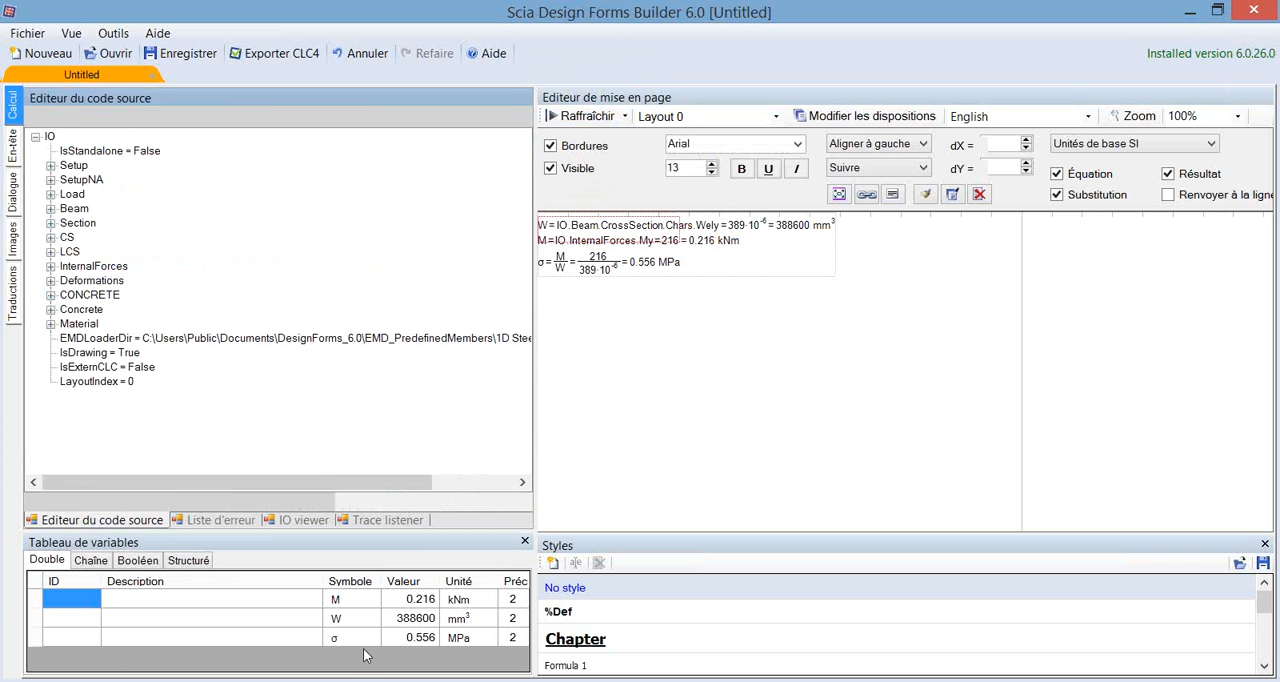 Scia Design Forms Builder 6.0 [Untitled]
Fichier Vue Outils Aide
Nouveau Ouvrir Enregistrer Exporter CLC4 Annuler Refaire Aide Installed version 6.0.26.0
Untitled
Calcul
En-tête
Dialogue
Images
Traductions
Editeur du code source
IO
IsStandalone = False
Setup
SetupNA
Load
Beam
Section
CS
LCS
InternalForces
Deformations
CONCRETE
Concrete
Material
EMDLoaderDir = C:\Users\Public\Documents\DesignForms_6.0\EMD_PredefinedMembers\1D Stee
IsDrawing = True
IsExternCLC = False
LayoutIndex = 0
Editeur du code source Liste d'erreur IO viewer Trace listener
Editeur de mise en page
Raffraîchir Layout 0 Modifier les dispositions English Zoom 100%
Bordures Arial Aligner à gauche dX = Unités de base SI
Visible 13 B U I Suivre dY = Équation Résultat
Substitution Renvoyer à la ligne
W=IO.Beam.CrossSection.Chars.Wely=389·10⁻⁶=388600 mm³
M=IO.InternalForces.My=216=0.216 kNm
σ= M/W = 216/389·10⁻⁶ =0.556 MPa
Tableau de variables
Double Chaîne Booléen Structuré
ID Description Symbole Valeur Unité Préc
M 0.216 kNm 2
W 388600 mm³ 2
σ 0.556 MPa 2
Styles
No style
%Def
Chapter
Formula 1